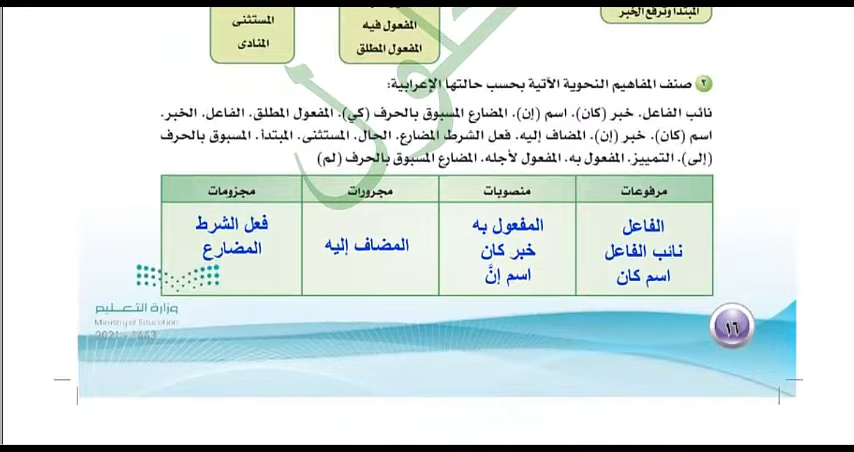 المبتدأ وترفع الخبر
المفعول فيه
المفعول المطلق
المستثنى
المنادى
٢ صنف المفاهيم النحوية الآتية بحسب حالتها الإعرابية:
نائب الفاعل. خبر (كان). اسم (إن). المضارع المسبوق بالحرف (كي). المفعول المطلق. الفاعل. الخبر.
اسم (كان). خبر (إن). المضاف إليه. فعل الشرط المضارع. الحال. المستثنى. المبتدأ. المسبوق بالحرف
(إلى). التمييز. المفعول به. المفعول لأجله. المضارع المسبوق بالحرف (لم)
مرفوعات منصوبات مجرورات مجزومات
الفاعل المفعول به فعل الشرط
نائب الفاعل خبر كان المضاف إليه المضارع
اسم كان اسم إنَّ
وزارة التعليم
Ministry of Education
2021 - 1443
١٦